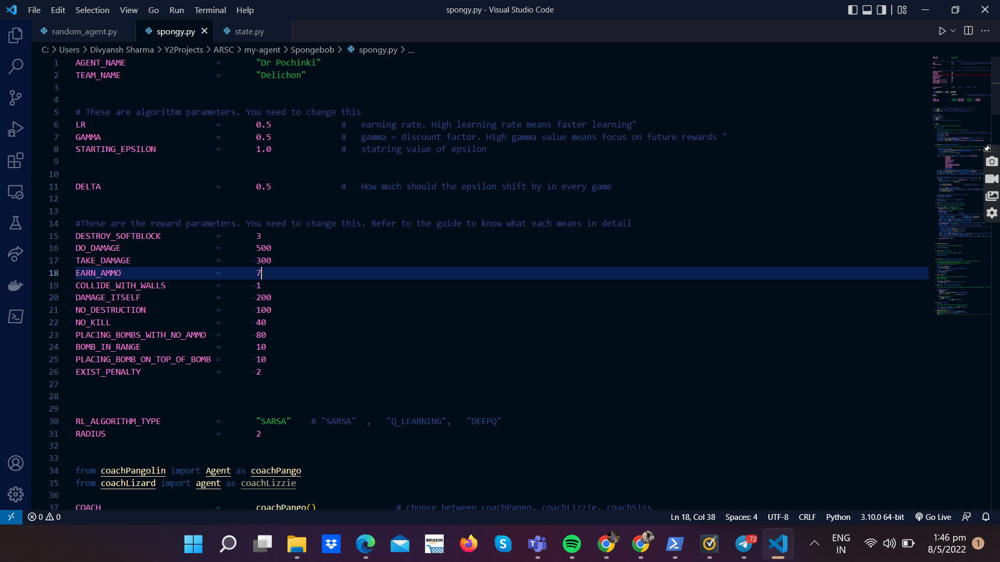 File Edit Selection View Go Run Terminal Help
spongy.py - Visual Studio Code
random_agent.py spongy.py state.py
C: > Users > Divyansh Sharma > Y2Projects > ARSC > my-agent > Spongebob > spongy.py > ...
1 AGENT_NAME = "Dr Pochinki"
2 TEAM_NAME = "Delichon"
3
4
5 # These are algorithm parameters. You need to change this
6 LR = 0.5 # earning rate. High learning rate means faster learning"
7 GAMMA = 0.5 # gamma = discount factor. High gamma value means focus on future rewards "
8 STARTING_EPSILON = 1.0 # statring value of epsilon
9
10
11 DELTA = 0.5 # How much should the epsilon shift by in every game
12
13
14 #These are the reward parameters. You need to change this. Refer to the guide to know what each means in detail
15 DESTROY_SOFTBLOCK = 3
16 DO_DAMAGE = 500
17 TAKE_DAMAGE = -300
18 EARN_AMMO = 7
19 COLLIDE_WITH_WALLS = -1
20 DAMAGE_ITSELF = -200
21 NO_DESTRUCTION = -100
22 NO_KILL = -40
23 PLACING_BOMBS_WITH_NO_AMMO = -80
24 BOMB_IN_RANGE = 10
25 PLACING_BOMB_ON_TOP_OF_BOMB = -10
26 EXIST_PENALTY = -2
27
28
29
30 RL_ALGORITHM_TYPE = "SARSA" # "SARSA" , "Q_LEARNING", "DEEPQ"
31 RADIUS = 2
32
33
34 from coachPangolin import Agent as coachPango
35 from coachLizard import agent as coachLizzie
36
37 COACH = coachPango() # choose between coachPango, coachLizzie, coachSiss
0 0
Ln 18, Col 38 Spaces: 4 UTF-8 CRLF Python 3.10.0 64-bit Go Live
amazon
72
ENG
IN
1:46 pm
8/5/2022
1